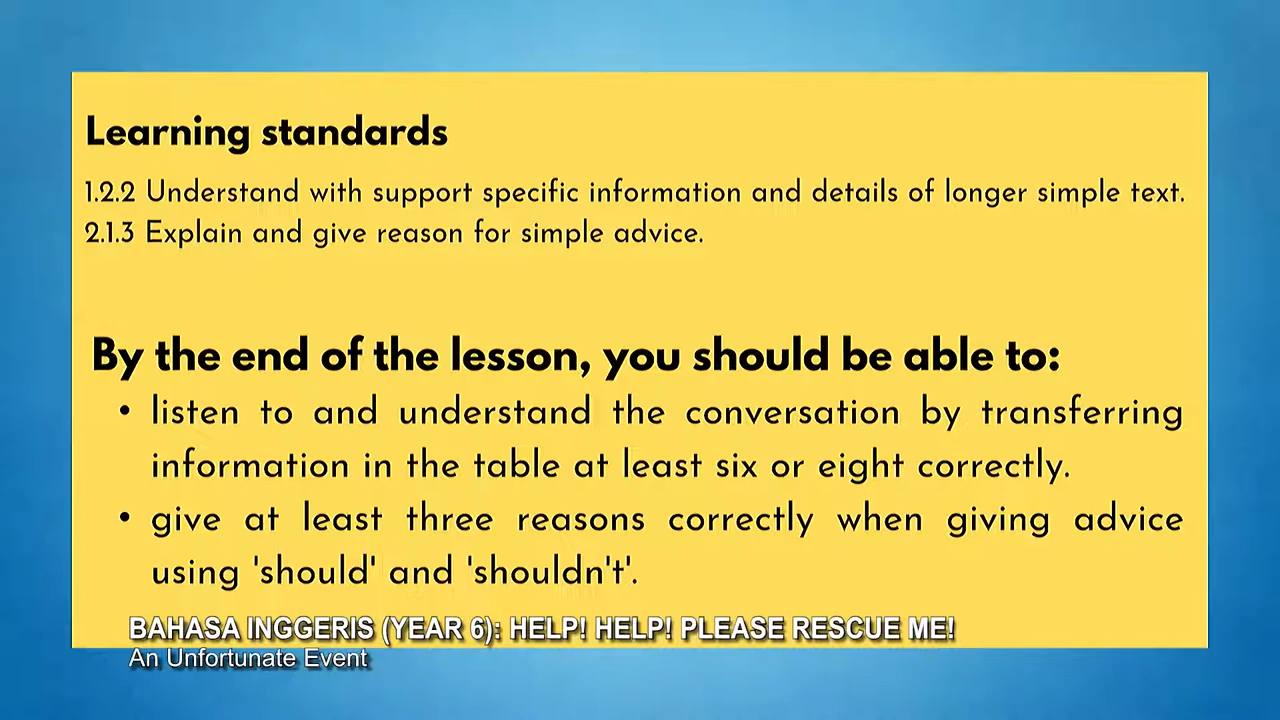 Learning standards
1.2.2 Understand with support specific information and details of longer simple text.
2.1.3 Explain and give reason for simple advice.
By the end of the lesson, you should be able to:
• listen to and understand the conversation by transferring
information in the table at least six or eight correctly.
• give at least three reasons correctly when giving advice
using 'should' and 'shouldn't'.
BAHASA INGGERIS (YEAR 6): HELP! HELP! PLEASE RESCUE ME!
An Unfortunate Event